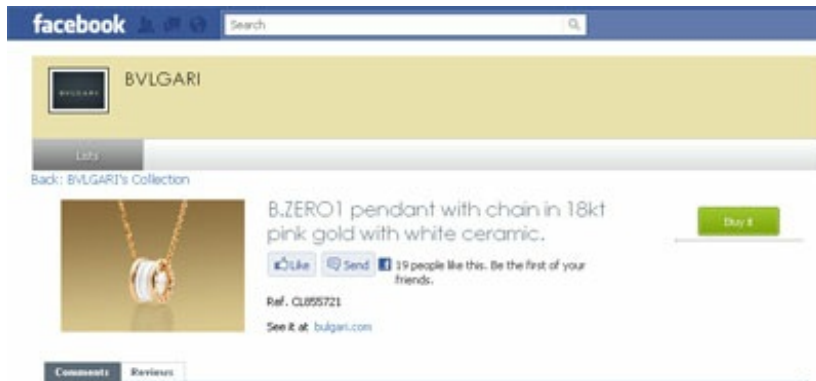 facebook
Search
BVLGARI
BVLGARI
Lists
Back: BVLGARI's Collection
B.ZERO1 pendant with chain in 18kt
pink gold with white ceramic.
Buy it
Like Send 19 people like this. Be the first of your
friends.
Ref. CL855721
See it at bulgari.com
Comments Reviews